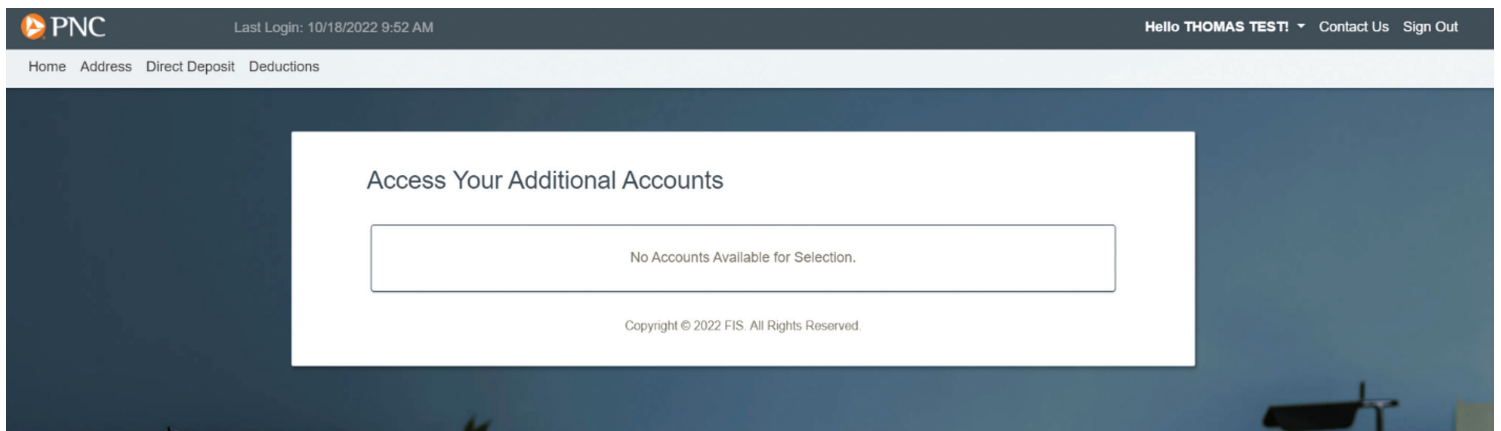 PNC Last Login: 10/18/2022 9:52 AM Hello THOMAS TEST! Contact Us Sign Out
Home Address Direct Deposit Deductions
Access Your Additional Accounts
No Accounts Available for Selection.
Copyright © 2022 FIS. All Rights Reserved.